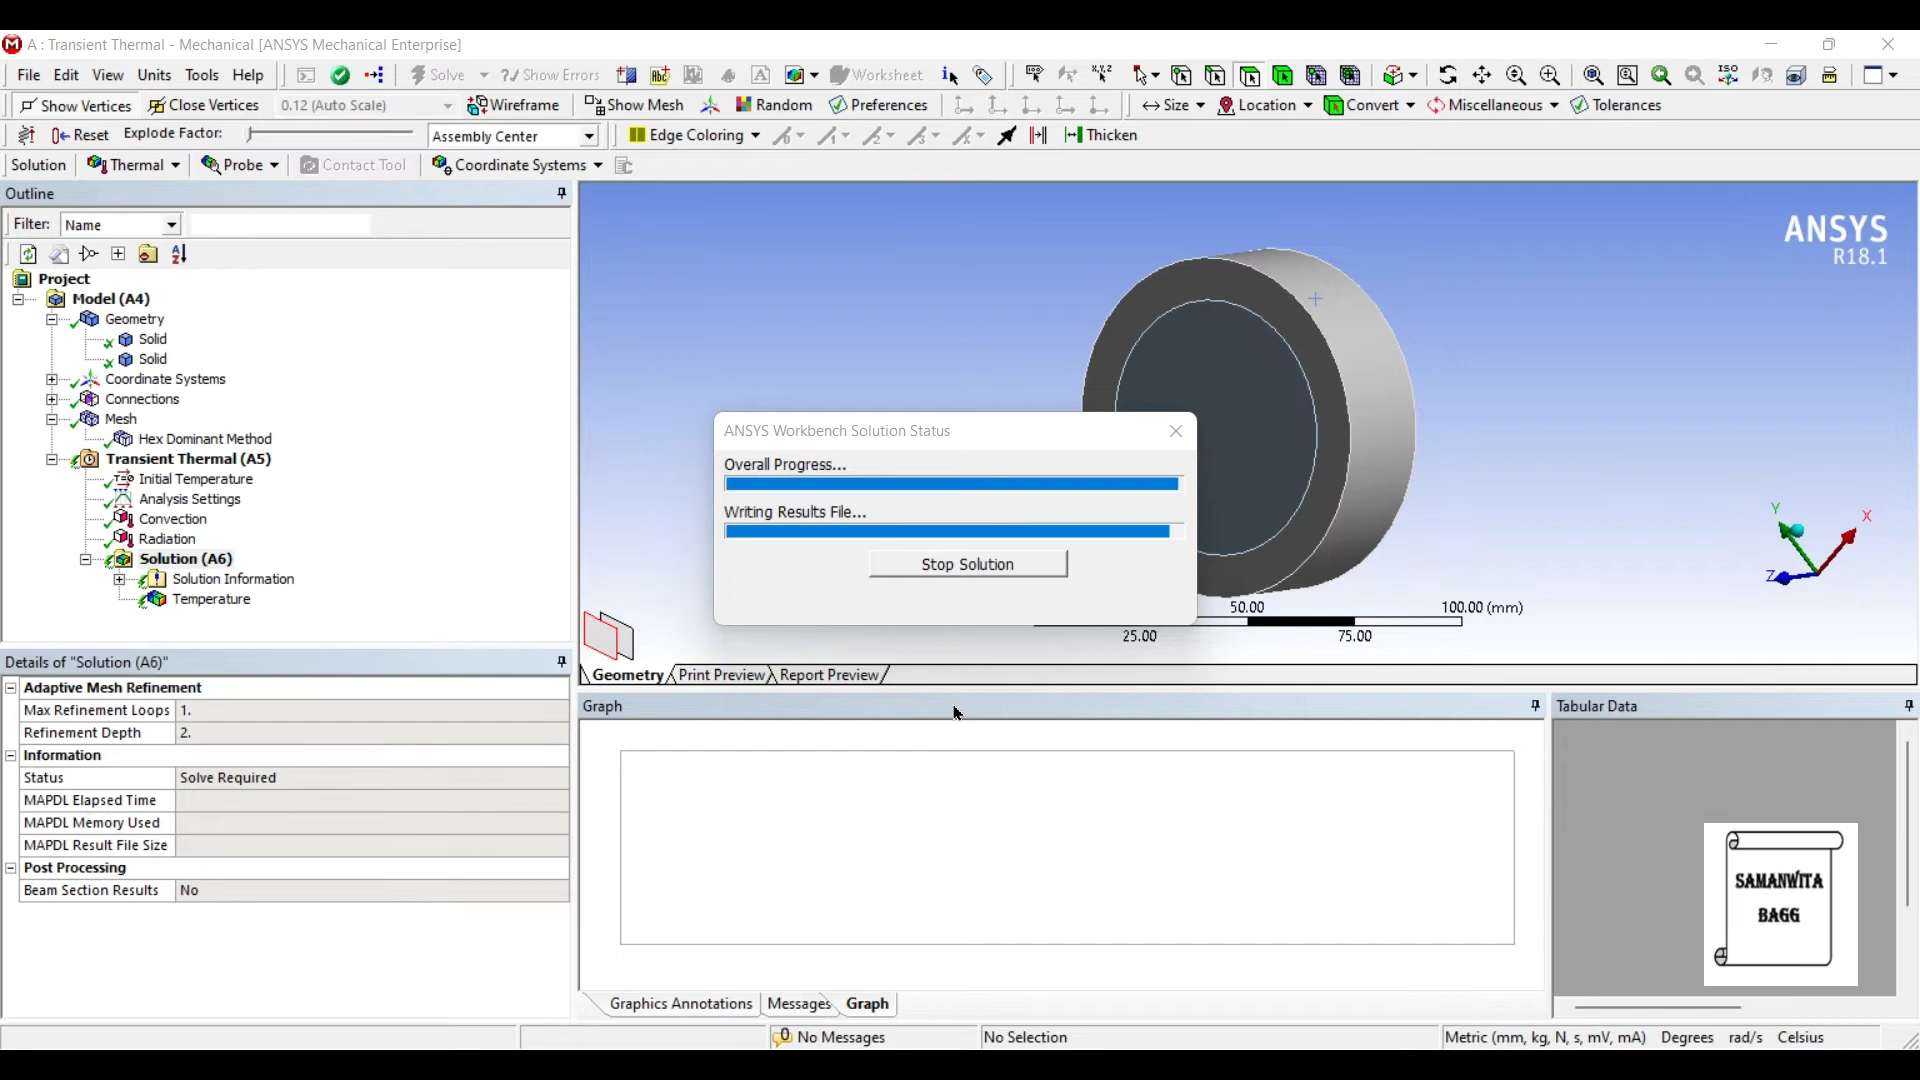 A : Transient Thermal - Mechanical [ANSYS Mechanical Enterprise]
File Edit View Units Tools Help Solve ?/ Show Errors Worksheet
Show Vertices Close Vertices 0.12 (Auto Scale) Wireframe Show Mesh Random Preferences Size Location Convert Miscellaneous Tolerances
Reset Explode Factor: Assembly Center Edge Coloring Thicken
Solution Thermal Probe Contact Tool Coordinate Systems
Outline
Filter: Name
Project
Model (A4)
Geometry
Solid
Solid
Coordinate Systems
Connections
Mesh
Hex Dominant Method
Transient Thermal (A5)
Initial Temperature
Analysis Settings
Convection
Radiation
Solution (A6)
Solution Information
Temperature
Details of "Solution (A6)"
Adaptive Mesh Refinement
Max Refinement Loops 1.
Refinement Depth 2.
Information
Status Solve Required
MAPDL Elapsed Time
MAPDL Memory Used
MAPDL Result File Size
Post Processing
Beam Section Results No
ANSYS
R18.1
ANSYS Workbench Solution Status
Overall Progress...
Writing Results File...
Stop Solution
Y
X
Z
50.00 100.00 (mm)
25.00 75.00
Geometry Print Preview Report Preview
Graph
Tabular Data
SAMANWITA
BAGG
Graphics Annotations Messages Graph
No Messages No Selection Metric (mm, kg, N, s, mV, mA) Degrees rad/s Celsius